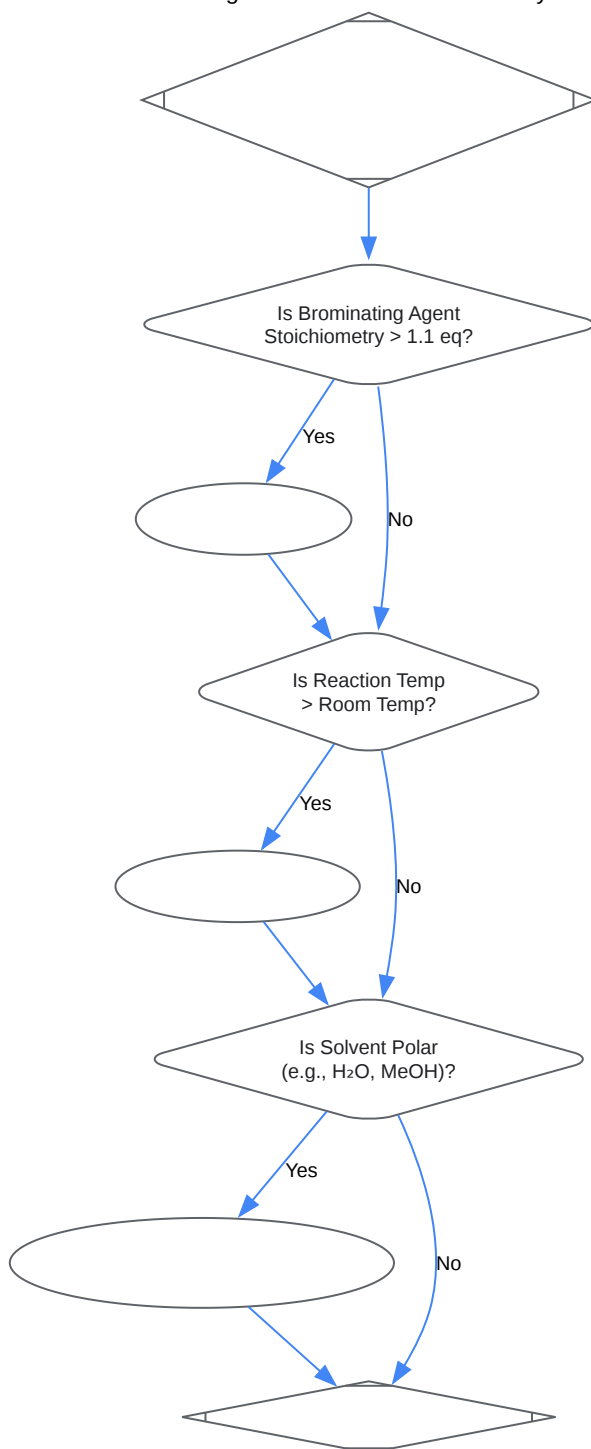 Is Brominating Agent
Stoichiometry > 1.1 eq?
Yes
No
Is Reaction Temp
> Room Temp?
Yes
No
Is Solvent Polar
(e.g., H₂O, MeOH)?
Yes
No